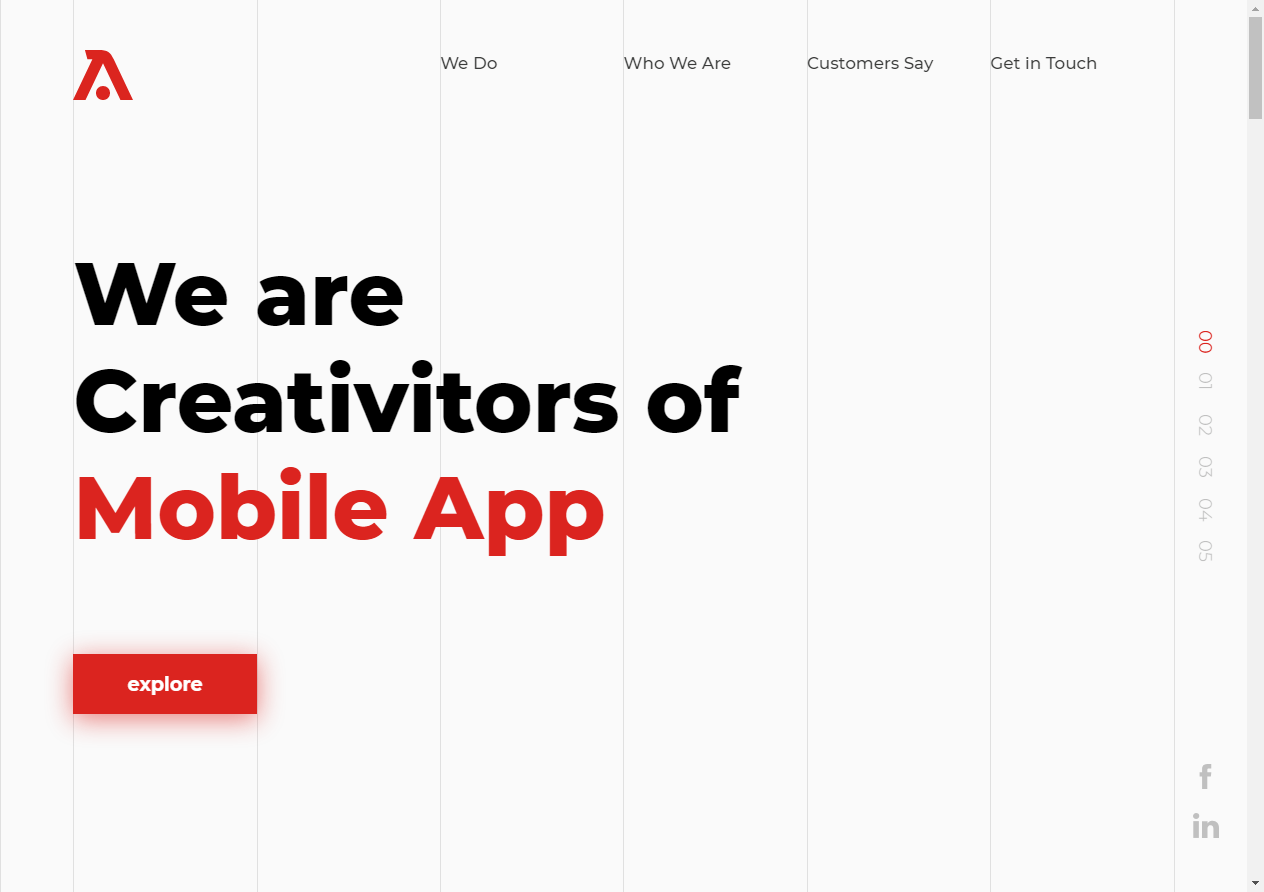 We Do
Who We Are
Customers Say
Get in Touch
We are
Creativitors of
Mobile App
explore
00
01
02
03
04
05
f
in